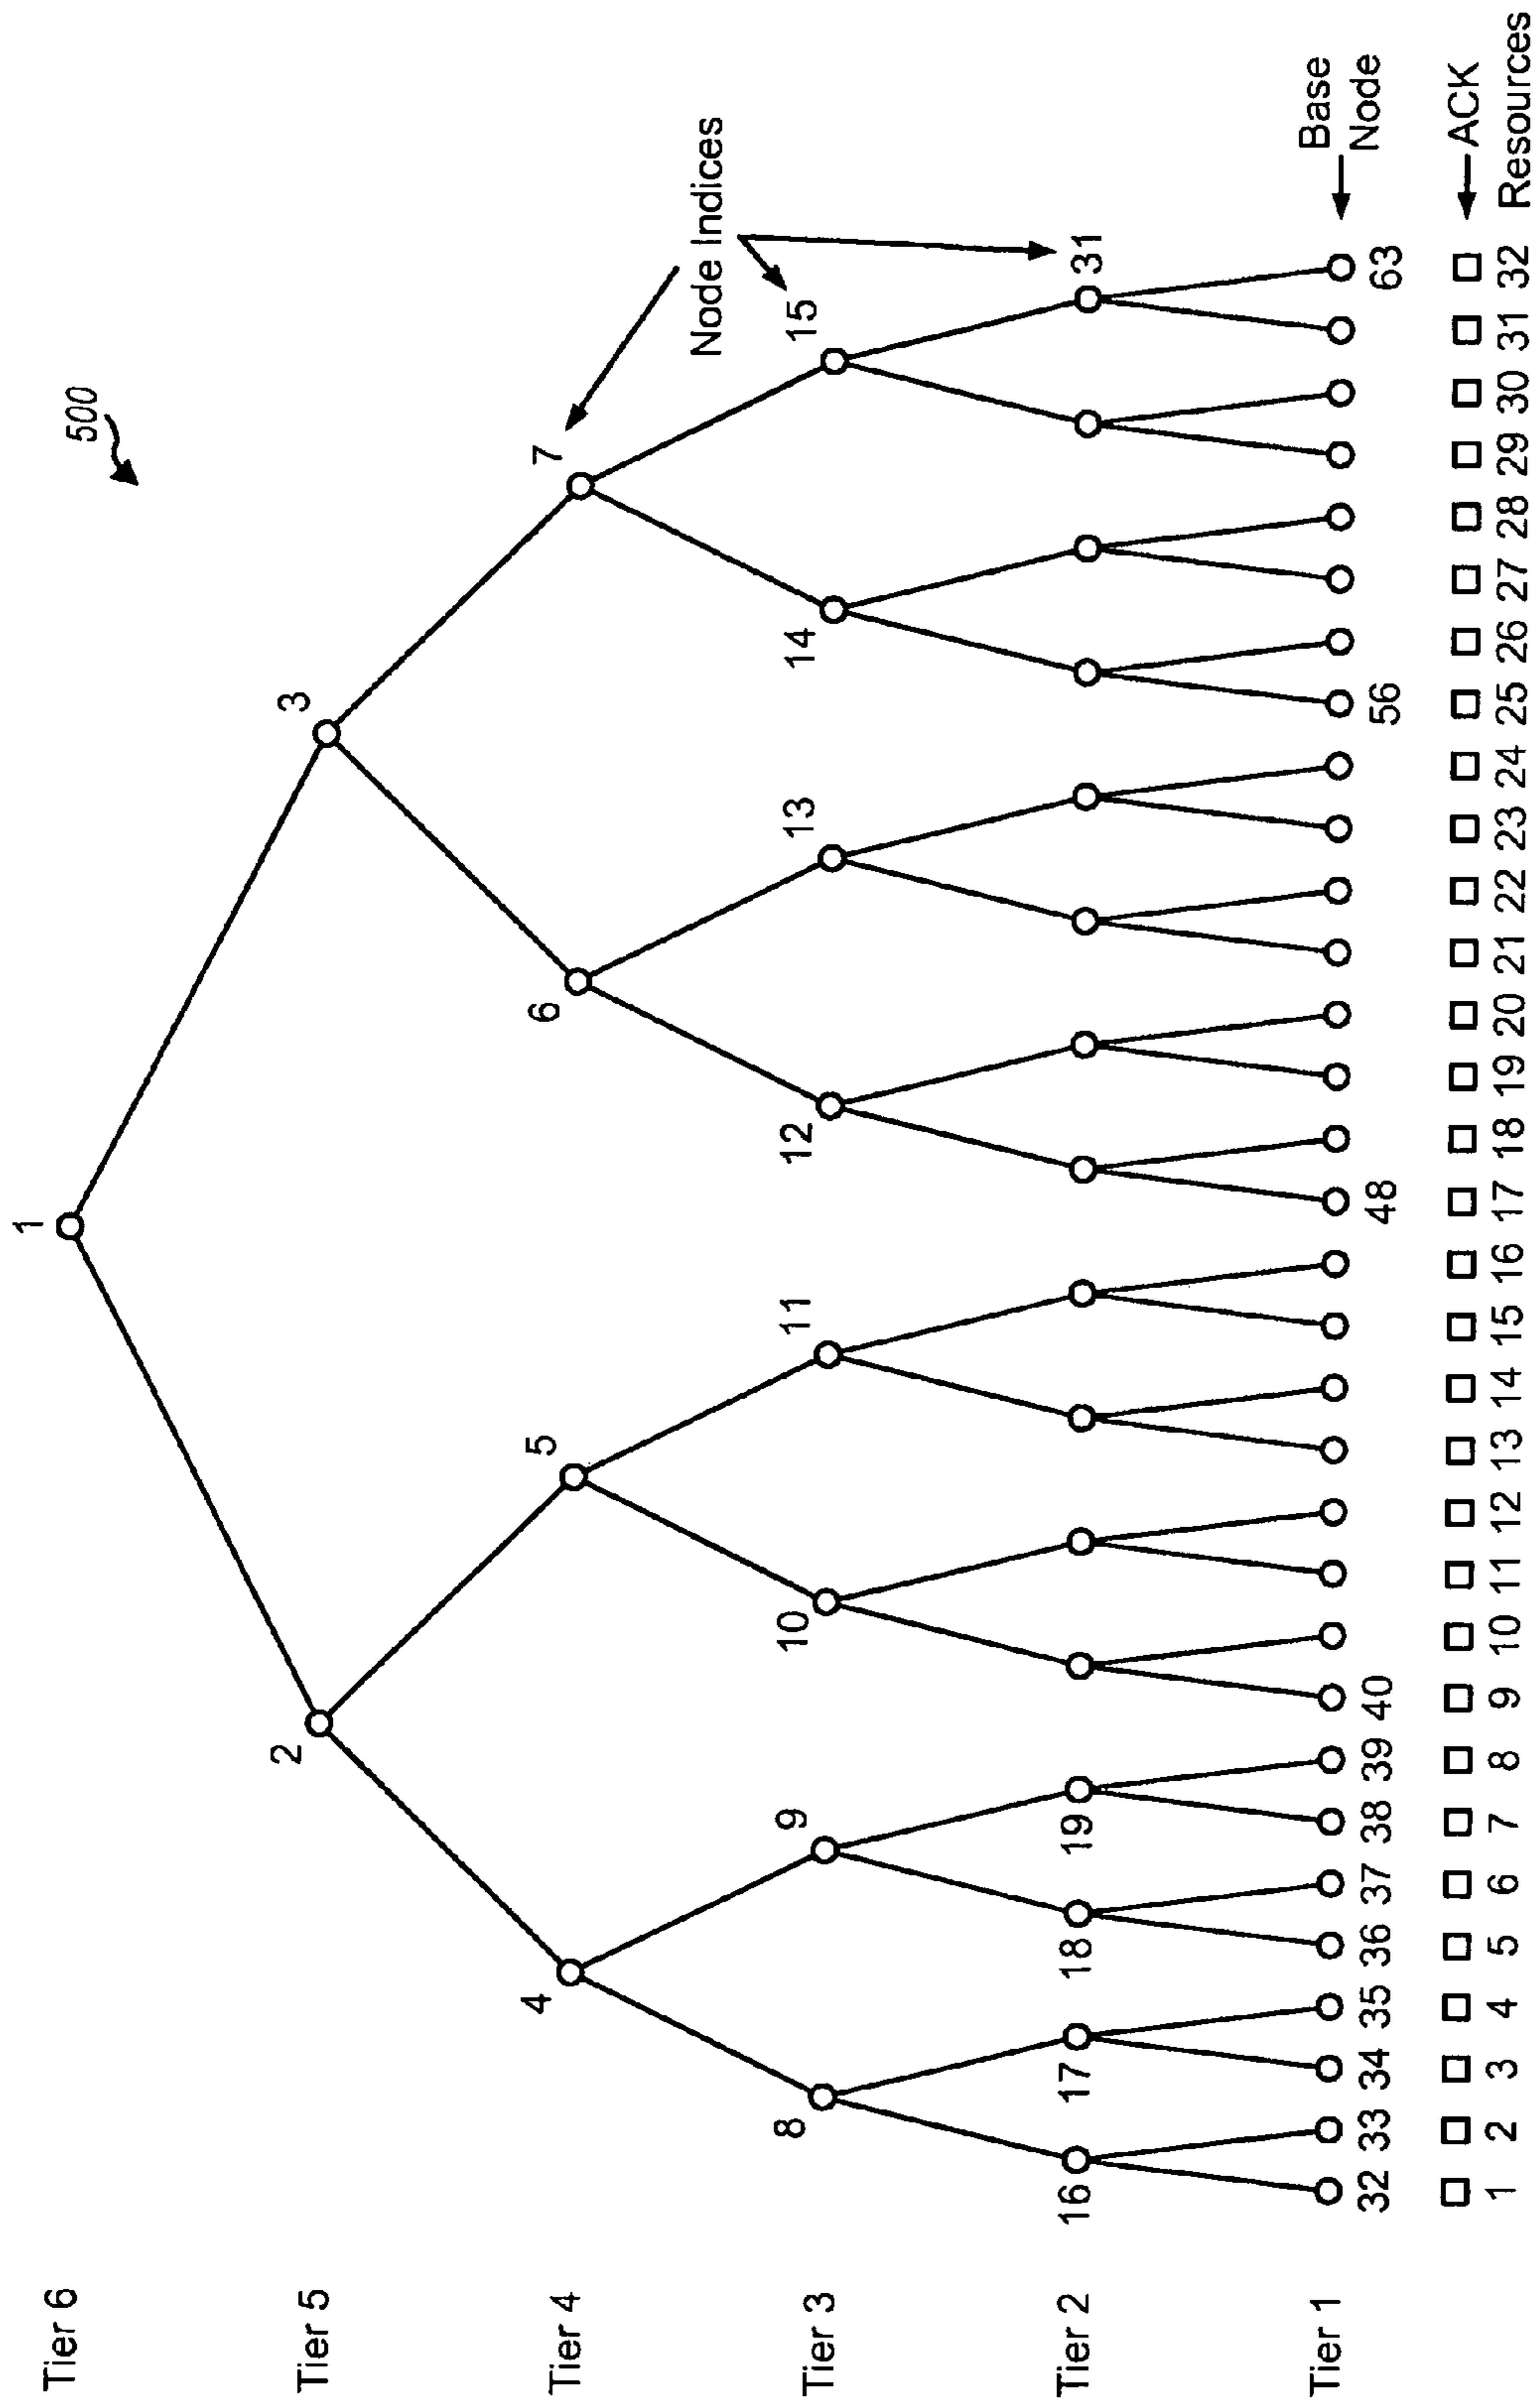 500
Tier 6
1
Tier 5
2
3
Tier 4
4
5
6
7
Node Indices
Tier 3
8
9
10
11
12
13
14
15
Tier 2
16
17
18
19
31
Tier 1
Base
Node
32 33 34 35 36 37 38 39 40 48 56 63
ACK
Resources
1 2 3 4 5 6 7 8 9 10 11 12 13 14 15 16 17 18 19 20 21 22 23 24 25 26 27 28 29 30 31 32